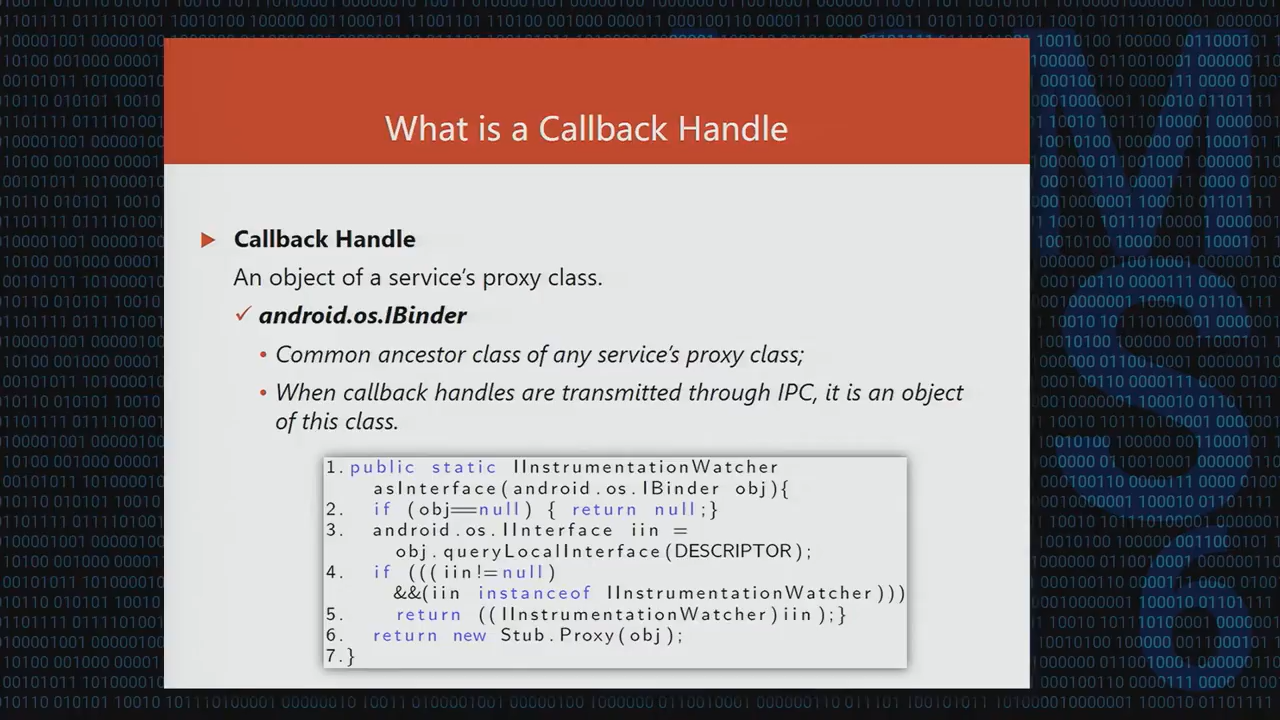 What is a Callback Handle
Callback Handle
An object of a service's proxy class.
android.os.IBinder
Common ancestor class of any service's proxy class;
When callback handles are transmitted through IPC, it is an object
of this class.
1. public static IInstrumentationWatcher
asInterface(android.os.IBinder obj){
2. if (obj==null) { return null;}
3. android.os.IInterface iin =
obj.queryLocalInterface(DESCRIPTOR);
4. if (((iin!=null)
&&(iin instanceof IInstrumentationWatcher)))
5. return ((IInstrumentationWatcher)iin);}
6. return new Stub.Proxy(obj);
7.}